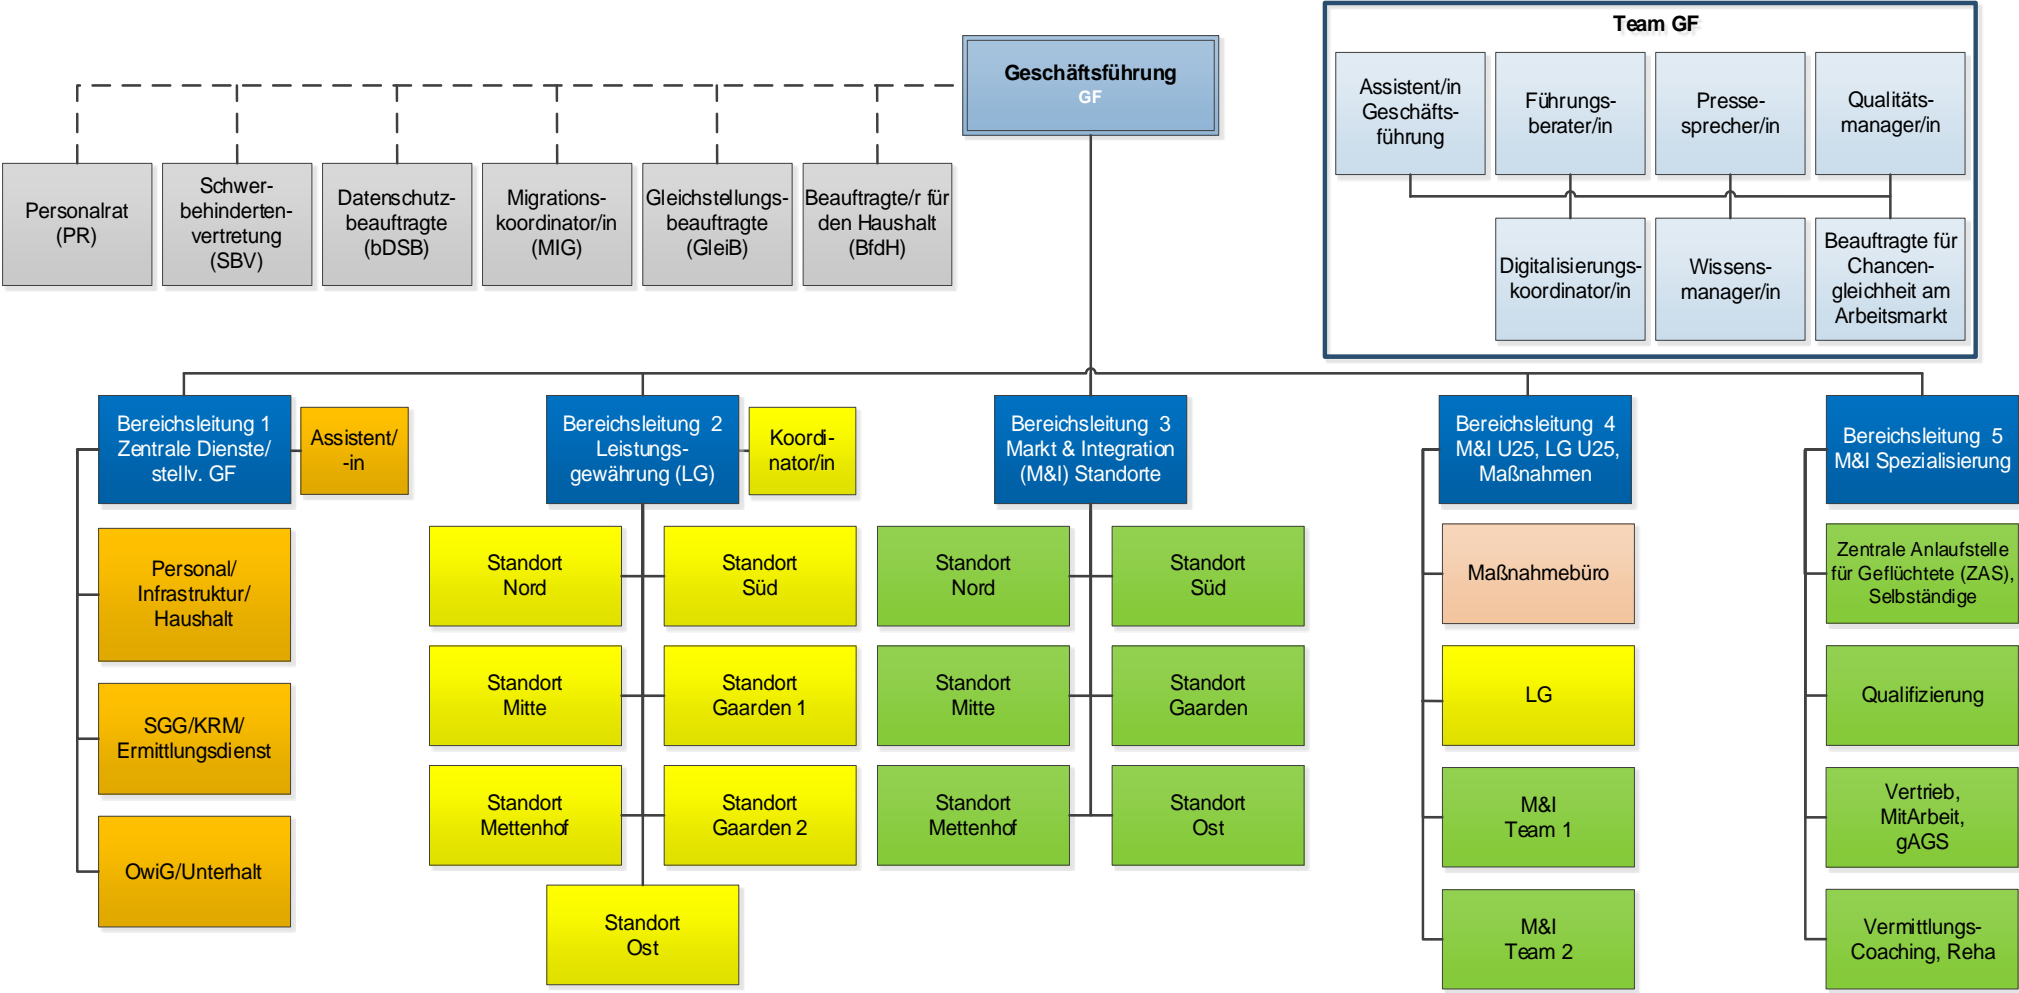 Team GF
Geschäftsführung
GF
Assistent/in
Geschäfts-
führung
Führungs-
berater/in
Presse-
sprecher/in
Qualitäts-
manager/in
Digitalisierungs-
koordinator/in
Wissens-
manager/in
Beauftragte für
Chancen-
gleichheit am
Arbeitsmarkt
Personalrat
(PR)
Schwer-
behinderten-
vertretung
(SBV)
Datenschutz-
beauftragte
(bDSB)
Migrations-
koordinator/in
(MIG)
Gleichstellungs-
beauftragte
(GleiB)
Beauftragte/r für
den Haushalt
(BfdH)
Bereichsleitung 1
Zentrale Dienste/
stellv. GF
Assistent/
-in
Personal/
Infrastruktur/
Haushalt
SGG/KRM/
Ermittlungsdienst
OwiG/Unterhalt
Bereichsleitung 2
Leistungs-
gewährung (LG)
Koordi-
nator/in
Standort
Nord
Standort
Süd
Standort
Mitte
Standort
Gaarden 1
Standort
Mettenhof
Standort
Gaarden 2
Standort
Ost
Bereichsleitung 3
Markt & Integration
(M&I) Standorte
Standort
Nord
Standort
Süd
Standort
Mitte
Standort
Gaarden
Standort
Mettenhof
Standort
Ost
Bereichsleitung 4
M&I U25, LG U25,
Maßnahmen
Maßnahmebüro
LG
M&I
Team 1
M&I
Team 2
Bereichsleitung 5
M&I Spezialisierung
Zentrale Anlaufstelle
für Geflüchtete (ZAS),
Selbständige
Qualifizierung
Vertrieb,
MitArbeit,
gAGS
Vermittlungs-
Coaching, Reha